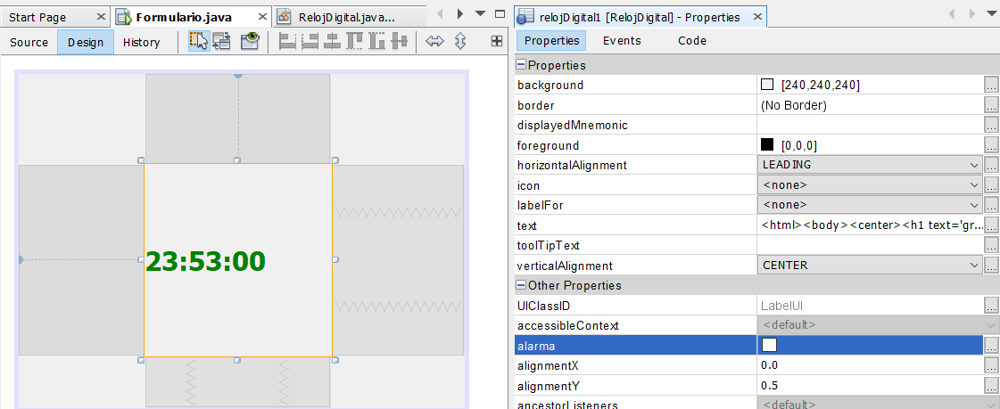 Start Page
Formulario.java
RelojDigital.java...
Source
Design
History
23:53:00
relojDigital1 [RelojDigital] - Properties
Properties
Events
Code
Properties
background [240,240,240] ...
border (No Border) ...
displayedMnemonic ...
foreground [0,0,0] ...
horizontalAlignment LEADING ...
icon <none> ...
labelFor <none> ...
text <html><body><center><h1 text='gr... ...
toolTipText ...
verticalAlignment CENTER ...
Other Properties
UIClassID LabelUI ...
accessibleContext <default>
alarma ...
alignmentX 0.0 ...
alignmentY 0.5 ...
ancestorListeners <default>